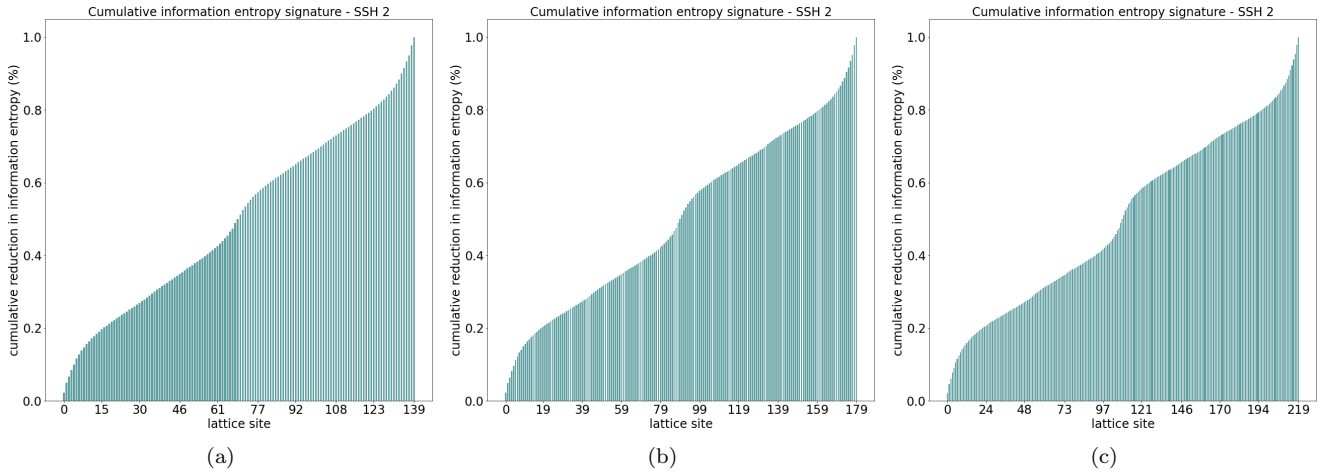 Cumulative information entropy signature - SSH 2
cumulative reduction in information entropy (%)
1.0
0.8
0.6
0.4
0.2
0.0
0 15 30 46 61 77 92 108 123 139
lattice site
(a)
Cumulative information entropy signature - SSH 2
cumulative reduction in information entropy (%)
1.0
0.8
0.6
0.4
0.2
0.0
0 19 39 59 79 99 119 139 159 179
lattice site
(b)
Cumulative information entropy signature - SSH 2
cumulative reduction in information entropy (%)
1.0
0.8
0.6
0.4
0.2
0.0
0 24 48 73 97 121 146 170 194 219
lattice site
(c)